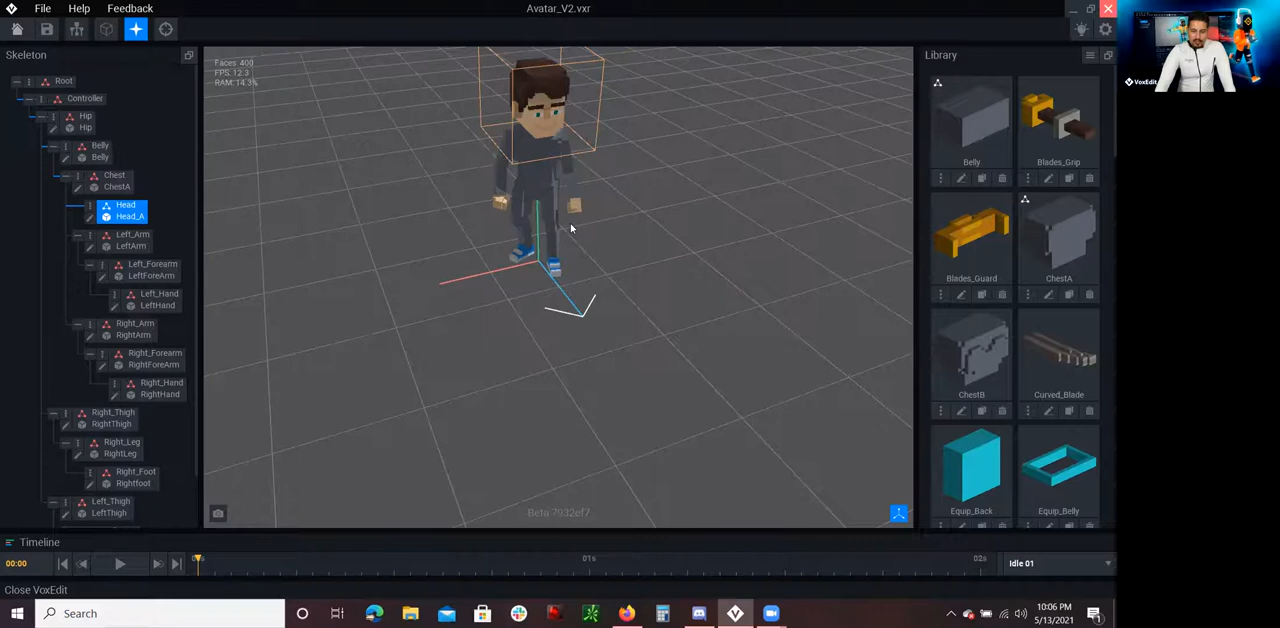 File Help Feedback
Avatar_V2.vxr
Skeleton
Root
Controller
Hip
Hip
Belly
Belly
Chest
ChestA
Head
Head_A
Left_Arm
LeftArm
Left_Forearm
LeftForeArm
Left_Hand
LeftHand
Right_Arm
RightArm
Right_Forearm
RightForeArm
Right_Hand
RightHand
Right_Thigh
RightThigh
Right_Leg
RightLeg
Right_Foot
Rightfoot
Left_Thigh
LeftThigh
Faces: 400
FPS: 12.3
RAM: 14.3%
Beta 7932ef7
Library
Belly
Blades_Grip
Blades_Guard
ChestA
ChestB
Curved_Blade
Equip_Back
Equip_Belly
VoxEdit
Timeline
00:00
01s
02s
Idle 01
Close VoxEdit
Search
10:06 PM
5/13/2021
1